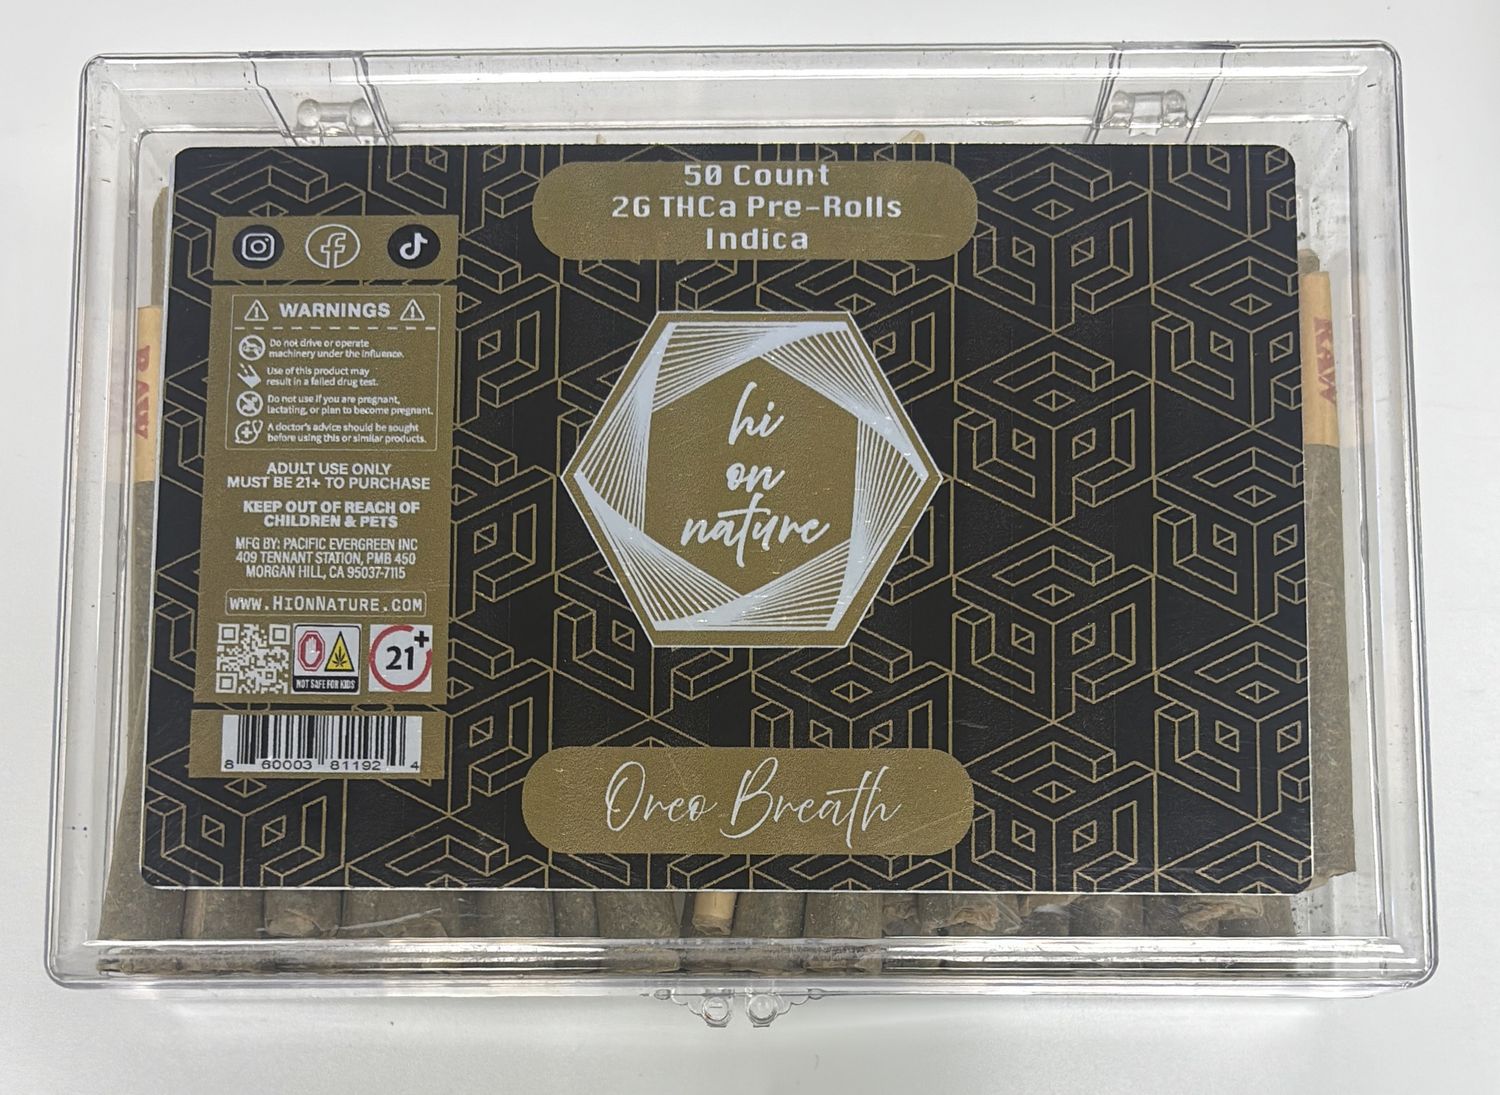 50 Count
2G THCa Pre-Rolls
Indica
WARNINGS
Do not drive or operate
machinery under the influence.
Use of this product may
result in a failed drug test.
Do not use if you are pregnant,
lactating, or plan to become pregnant.
A doctor's advice should be sought
before using this or similar products.
ADULT USE ONLY
MUST BE 21+ TO PURCHASE
KEEP OUT OF REACH OF
CHILDREN & PETS
MFG BY: PACIFIC EVERGREEN INC
409 TENNANT STATION, PMB 450
MORGAN HILL, CA 95037-7115
www.HiOnNature.com
NOT SAFE FOR KIDS
21+
8 60003 81192 4
hi
on
nature
Oreo Breath
RAW
RAW